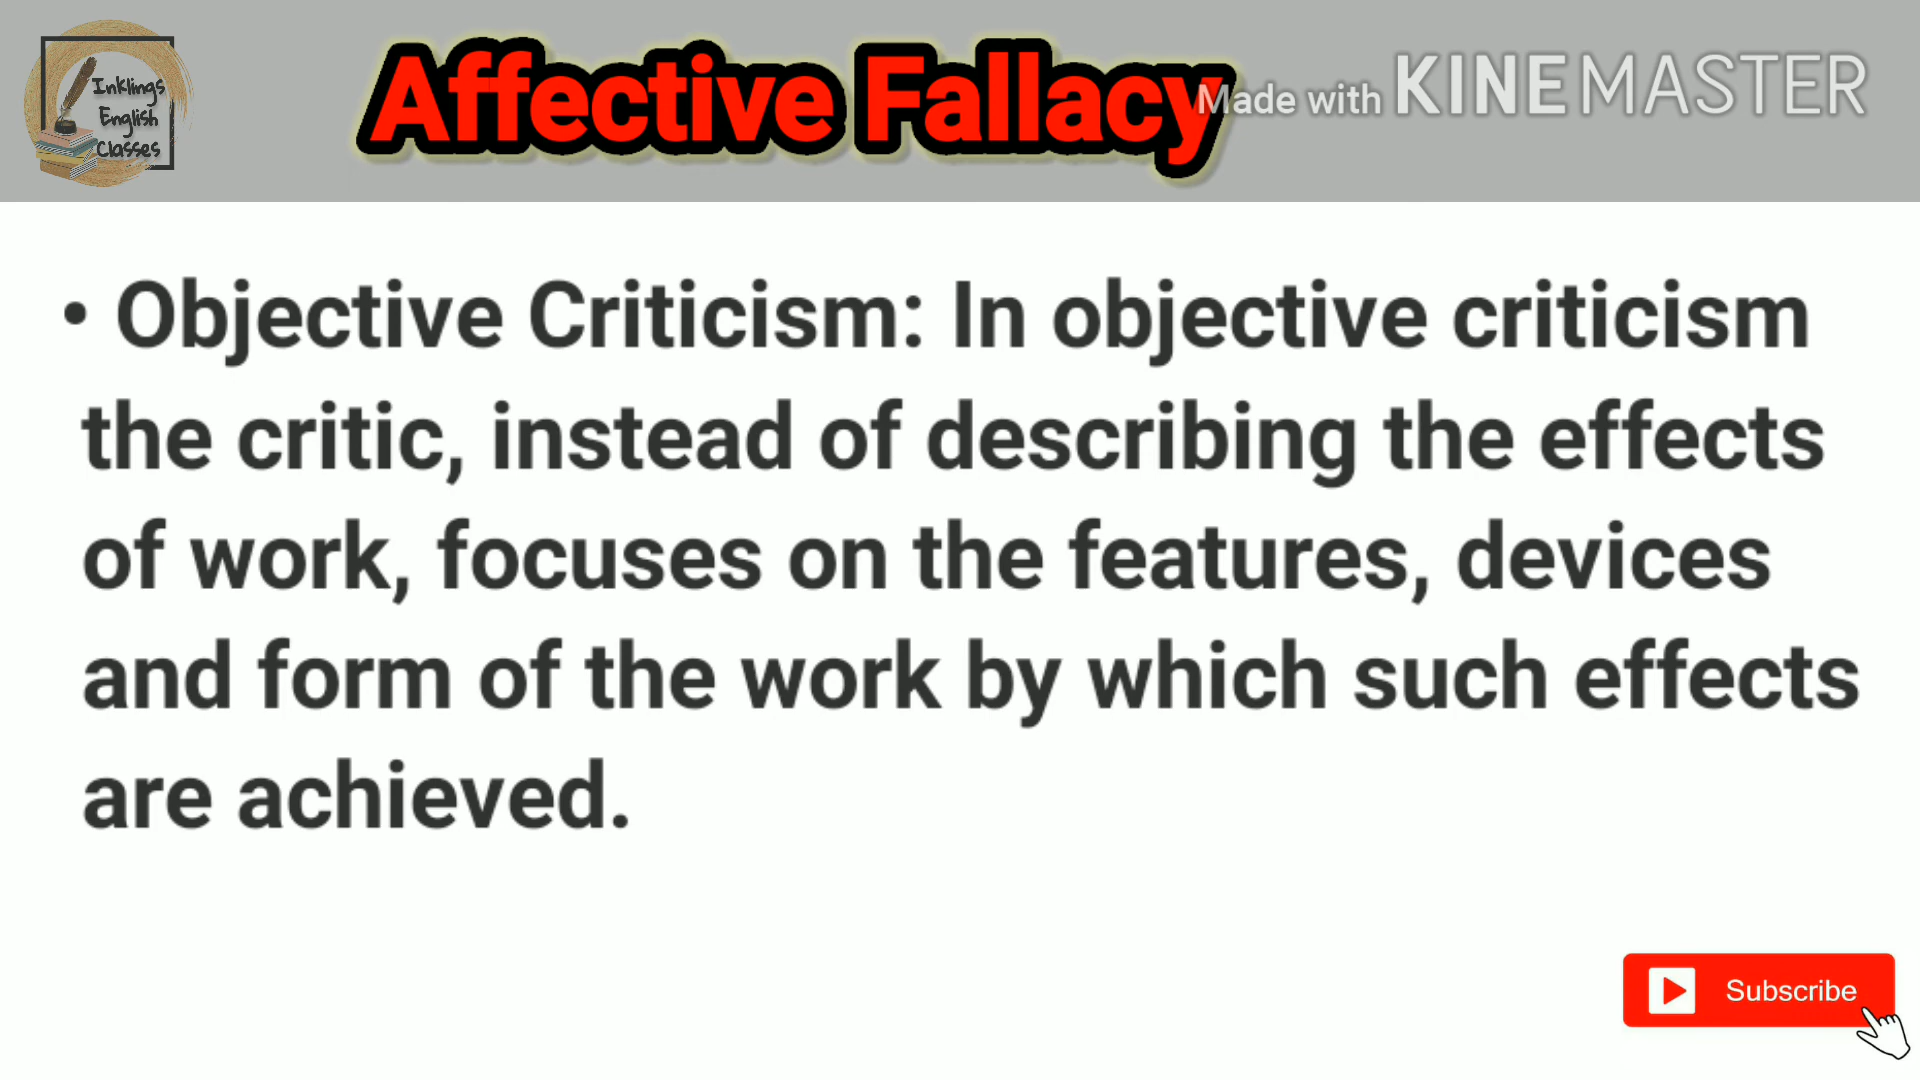 Inklings
English
Classes
Affective Fallacy
Made with KINEMASTER
• Objective Criticism: In objective criticism
the critic, instead of describing the effects
of work, focuses on the features, devices
and form of the work by which such effects
are achieved.
Subscribe